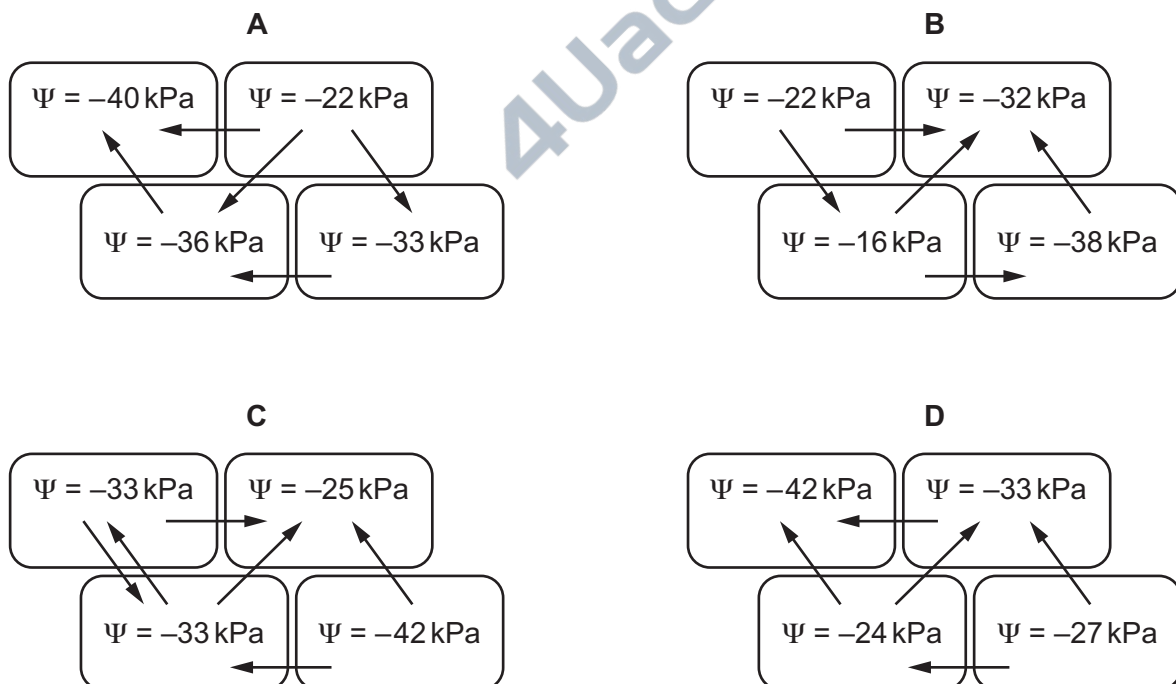 A
B
Ψ = –40 kPa
Ψ = –22 kPa
Ψ = –36 kPa
Ψ = –33 kPa
Ψ = –22 kPa
Ψ = –32 kPa
Ψ = –16 kPa
Ψ = –38 kPa
C
D
Ψ = –33 kPa
Ψ = –25 kPa
Ψ = –33 kPa
Ψ = –42 kPa
Ψ = –42 kPa
Ψ = –33 kPa
Ψ = –24 kPa
Ψ = –27 kPa